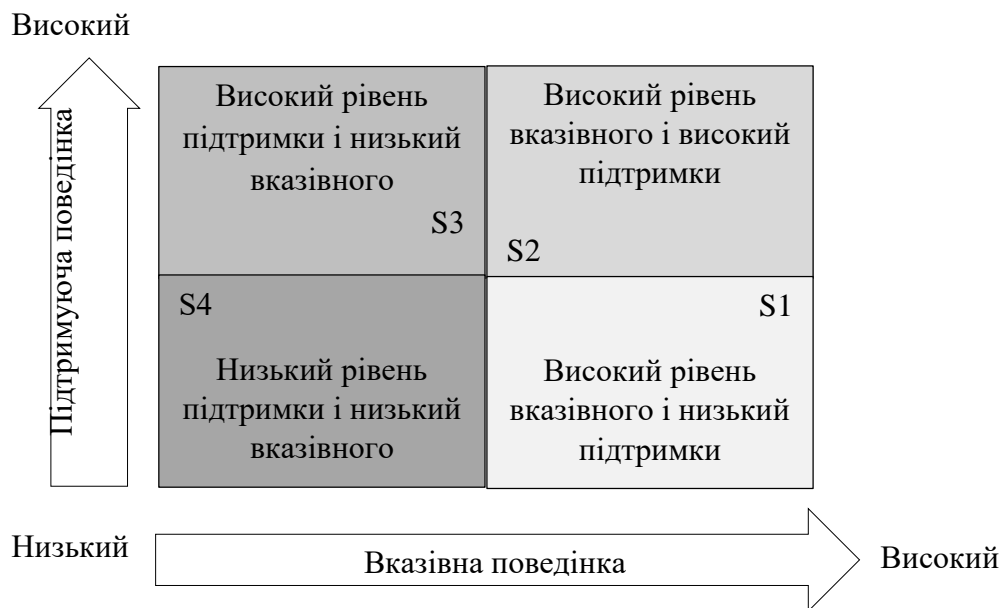 Високий
Підтримуюча поведінка
Високий рівень
підтримки і низький
вказівного
S3
Високий рівень
вказівного і високий
підтримки
S2
S4
Низький рівень
підтримки і низький
вказівного
S1
Високий рівень
вказівного і низький
підтримки
Низький
Вказівна поведінка
Високий